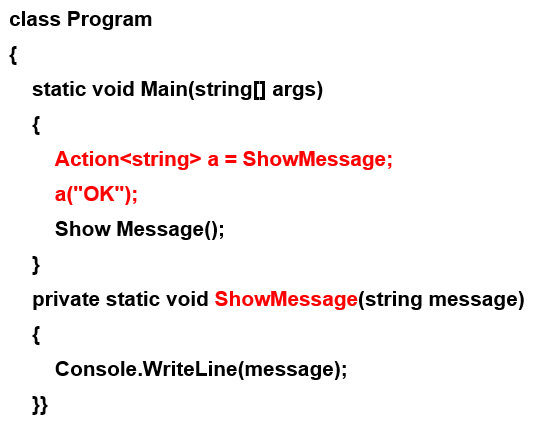 class Program
{
static void Main(string[] args)
{
Action<string> a = ShowMessage;
a("OK");
Show Message();
}
private static void ShowMessage(string message)
{
Console.WriteLine(message);
}}